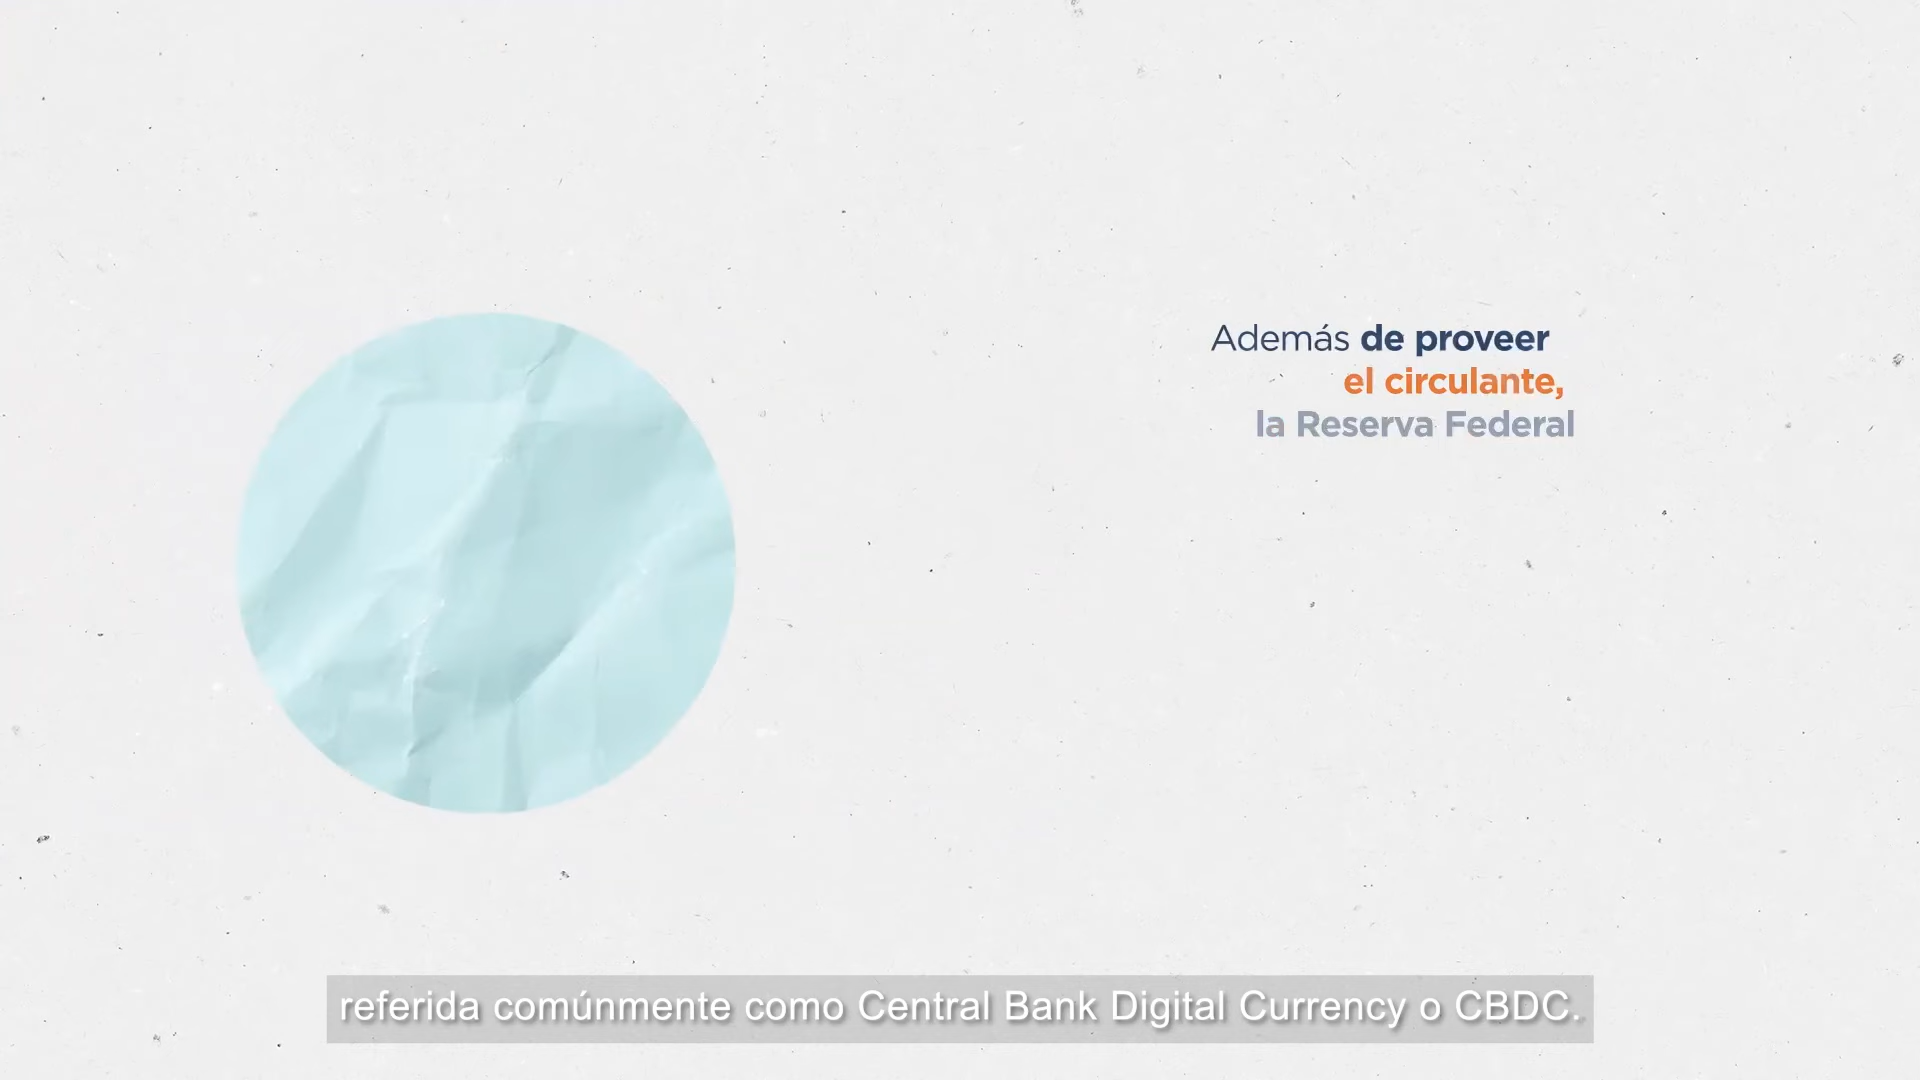 Además de proveer
el circulante,
la Reserva Federal
referida comúnmente como Central Bank Digital Currency o CBDC.